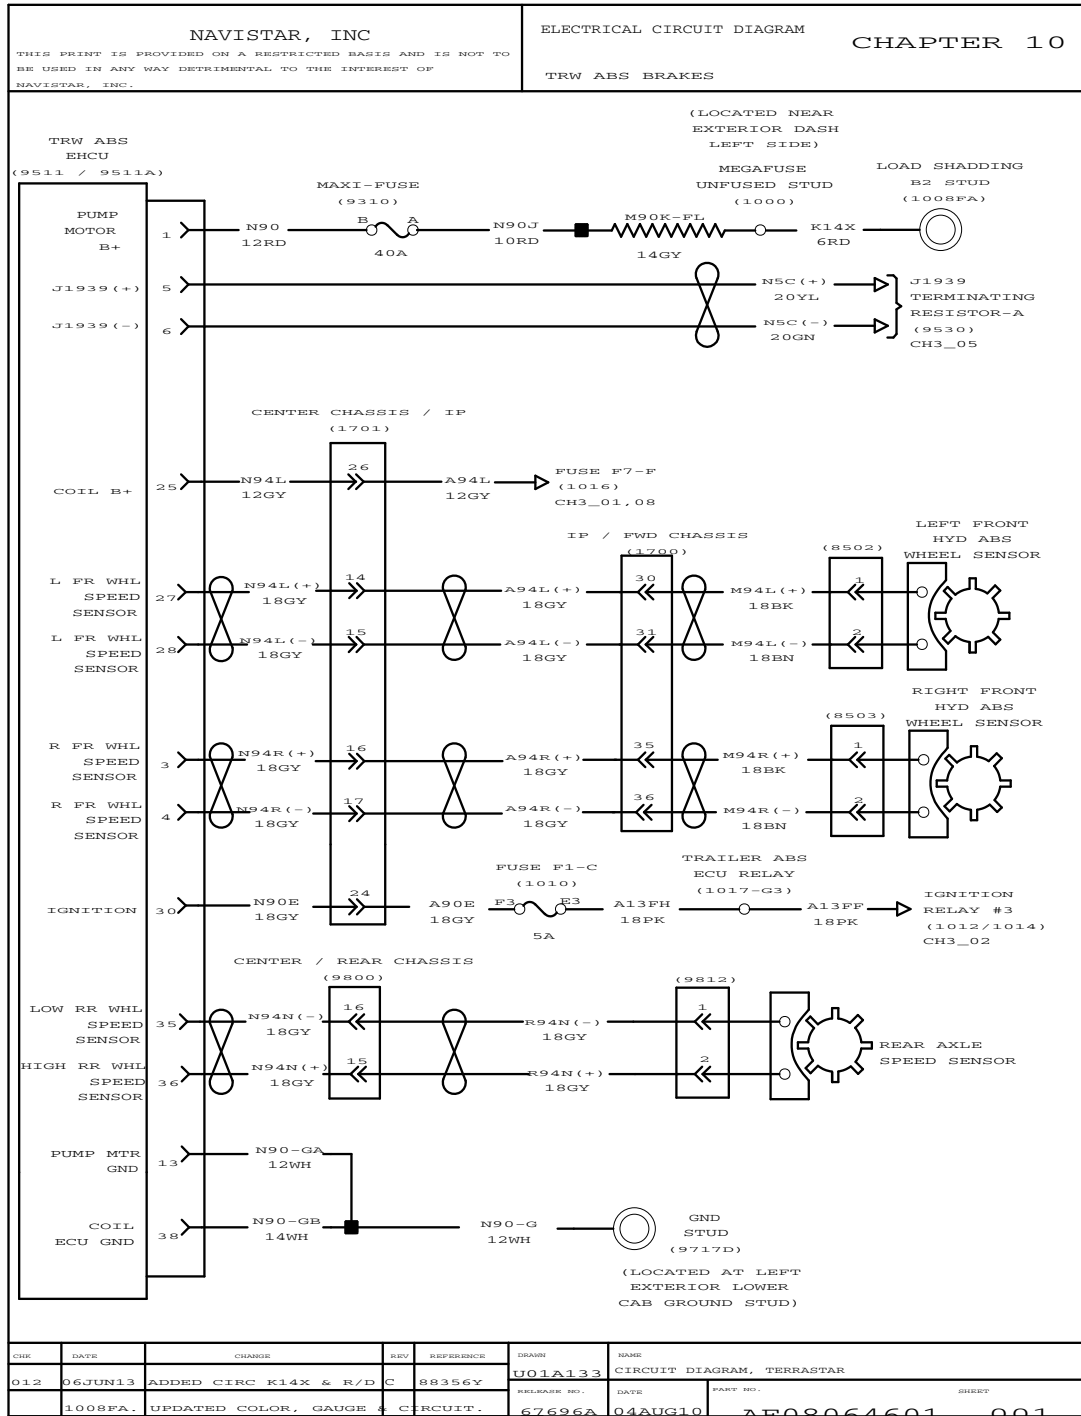 NAVISTAR, INC
THIS PRINT IS PROVIDED ON A RESTRICTED BASIS AND IS NOT TO
BE USED IN ANY WAY DETRIMENTAL TO THE INTEREST OF
NAVISTAR, INC.
ELECTRICAL CIRCUIT DIAGRAM
TRW ABS BRAKES
CHAPTER 10
TRW ABS
EHCU
(9511 / 9511A)
PUMP
MOTOR
B+
1
N90
12RD
MAXI-FUSE
(9310)
B A
40A
N90J
10RD
M90K-FL
14GY
(LOCATED NEAR
EXTERIOR DASH
LEFT SIDE)
MEGAFUSE
UNFUSED STUD
(1000)
K14X
6RD
LOAD SHADDING
B2 STUD
(1008FA)
J1939(+) 5
N5C(+)
20YL
J1939(-) 6
N5C(-)
20GN
J1939
TERMINATING
RESISTOR-A
(9530)
CH3_05
CENTER CHASSIS / IP
(1701)
COIL B+ 25
N94L
12GY
26
A94L
12GY
FUSE F7-F
(1016)
CH3_01,08
IP / FWD CHASSIS
(1700)
(8502)
LEFT FRONT
HYD ABS
WHEEL SENSOR
L FR WHL
SPEED
SENSOR
27
N94L(+)
18GY
14
A94L(+)
18GY
30
M94L(+)
18BK
1
L FR WHL
SPEED
SENSOR
28
N94L(-)
18GY
15
A94L(-)
18GY
31
M94L(-)
18BN
2
RIGHT FRONT
HYD ABS
WHEEL SENSOR
(8503)
R FR WHL
SPEED
SENSOR
3
N94R(+)
18GY
16
A94R(+)
18GY
35
M94R(+)
18BK
1
R FR WHL
SPEED
SENSOR
4
N94R(-)
18GY
17
A94R(-)
18GY
36
M94R(-)
18BN
2
IGNITION 30
N90E
18GY
24
A90E
18GY
FUSE F1-C
(1010)
F3 E3
5A
A13FH
18PK
TRAILER ABS
ECU RELAY
(1017-G3)
A13FF
18PK
IGNITION
RELAY #3
(1012/1014)
CH3_02
CENTER / REAR CHASSIS
(9800)
(9812)
LOW RR WHL
SPEED
SENSOR
35
N94N(-)
18GY
16
R94N(-)
18GY
1
HIGH RR WHL
SPEED
SENSOR
36
N94N(+)
18GY
15
R94N(+)
18GY
2
REAR AXLE
SPEED SENSOR
PUMP MTR
GND
13
N90-GA
12WH
COIL
ECU GND
38
N90-GB
14WH
N90-G
12WH
GND
STUD
(9717D)
(LOCATED AT LEFT
EXTERIOR LOWER
CAB GROUND STUD)
CHK DATE CHANGE REV REFERENCE
012 06JUN13 ADDED CIRC K14X & R/D C 88356Y
1008FA. UPDATED COLOR, GAUGE & CIRCUIT.
DRAWN
U01A133
NAME
CIRCUIT DIAGRAM, TERRASTAR
RELEASE NO.
67696A
DATE
04AUG10
PART NO.
AF08064601
SHEET
001